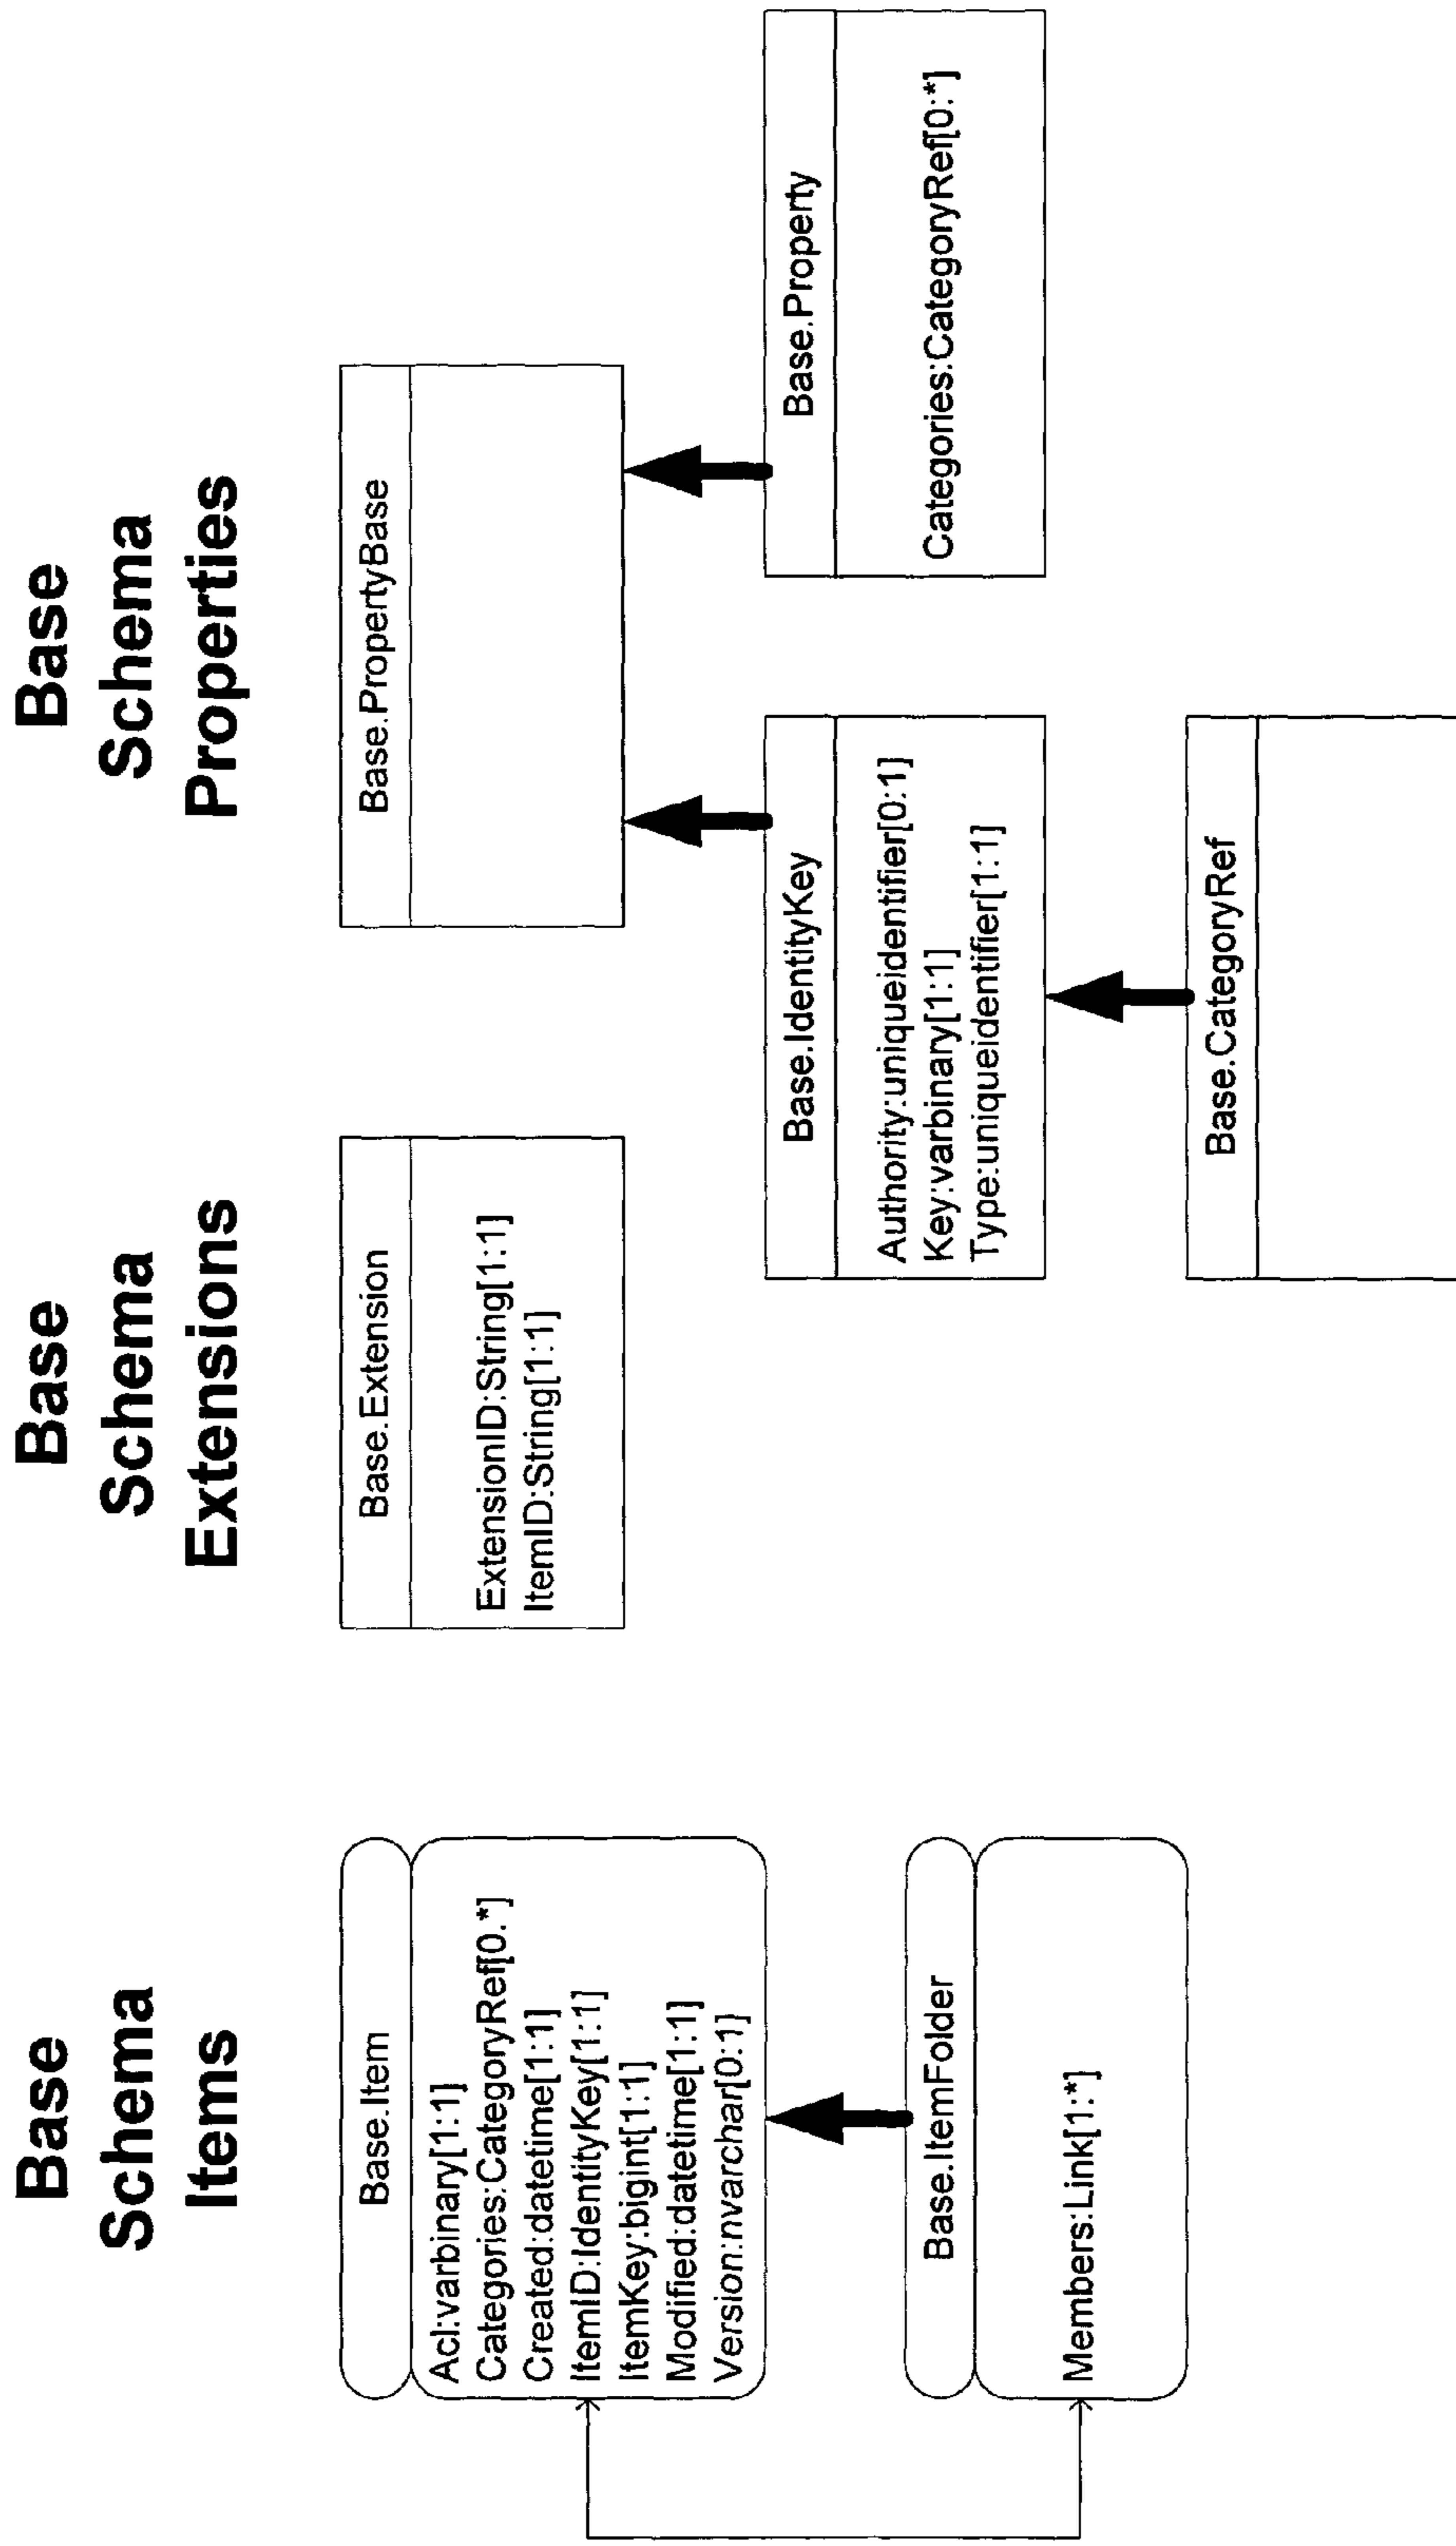 Base
Schema
Items
Base.Item
Acl:varbinary[1:1]
Categories:CategoryRef[0.*]
Created:datetime[1:1]
ItemID:IdentityKey[1:1]
ItemKey:bigint[1:1]
Modified:datetime[1:1]
Version:nvarchar[0:1]
Base.ItemFolder
Members:Link[1:*]
Base
Schema
Extensions
Base.Extension
ExtensionID:String[1:1]
ItemID:String[1:1]
Base
Schema
Properties
Base.PropertyBase
Base.IdentityKey
Authority:uniqueidentifier[0:1]
Key:varbinary[1:1]
Type:uniqueidentifier[1:1]
Base.Property
Categories:CategoryRef[0:*]
Base.CategoryRef